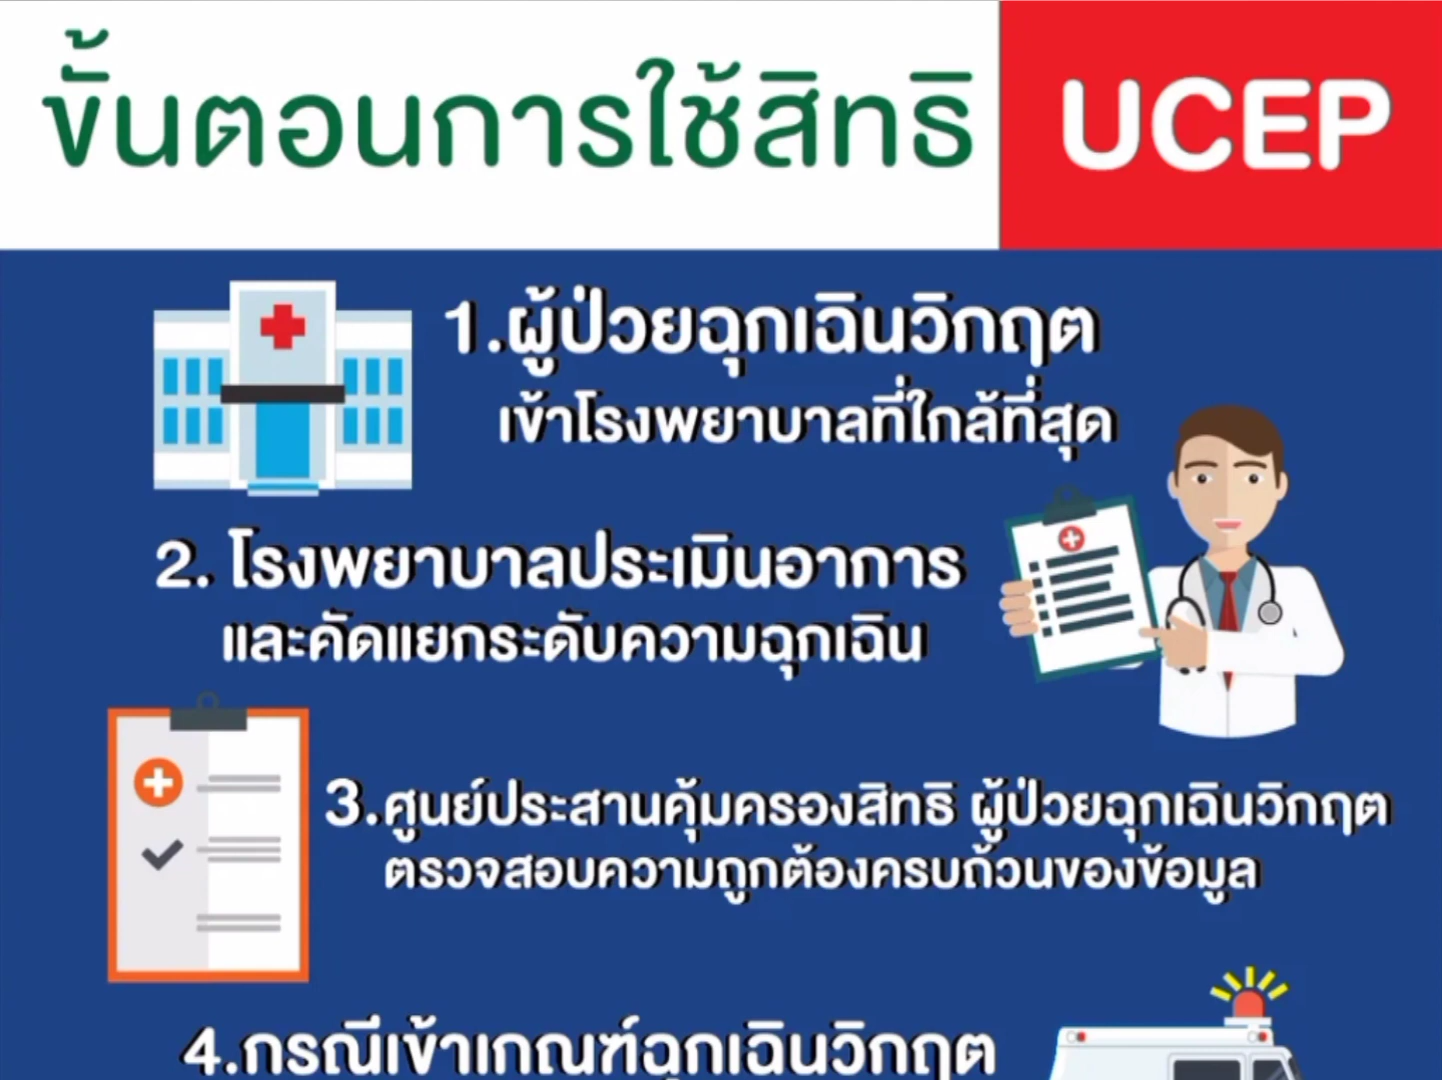 ขั้นตอนการใช้สิทธิ UCEP
1.ผู้ป่วยฉุกเฉินวิกฤต
เข้าโรงพยาบาลที่ใกล้ที่สุด
2. โรงพยาบาลประเมินอาการ
และคัดแยกระดับความฉุกเฉิน
3.ศูนย์ประสานคุ้มครองสิทธิ ผู้ป่วยฉุกเฉินวิกฤต
ตรวจสอบความถูกต้องครบถ้วนของข้อมูล
4.กรณีเข้าเกณฑ์ฉุกเฉินวิกฤต